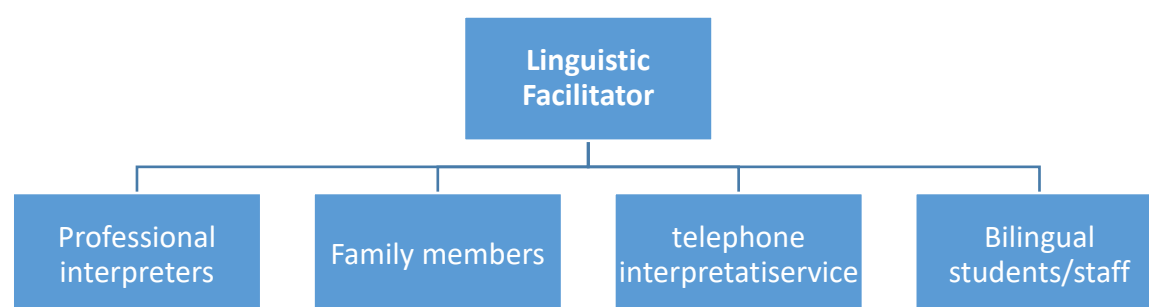 Linguistic
Facilitator
Professional
interpreters
Family members
telephone
interpretatiservice
Bilingual
students/staff